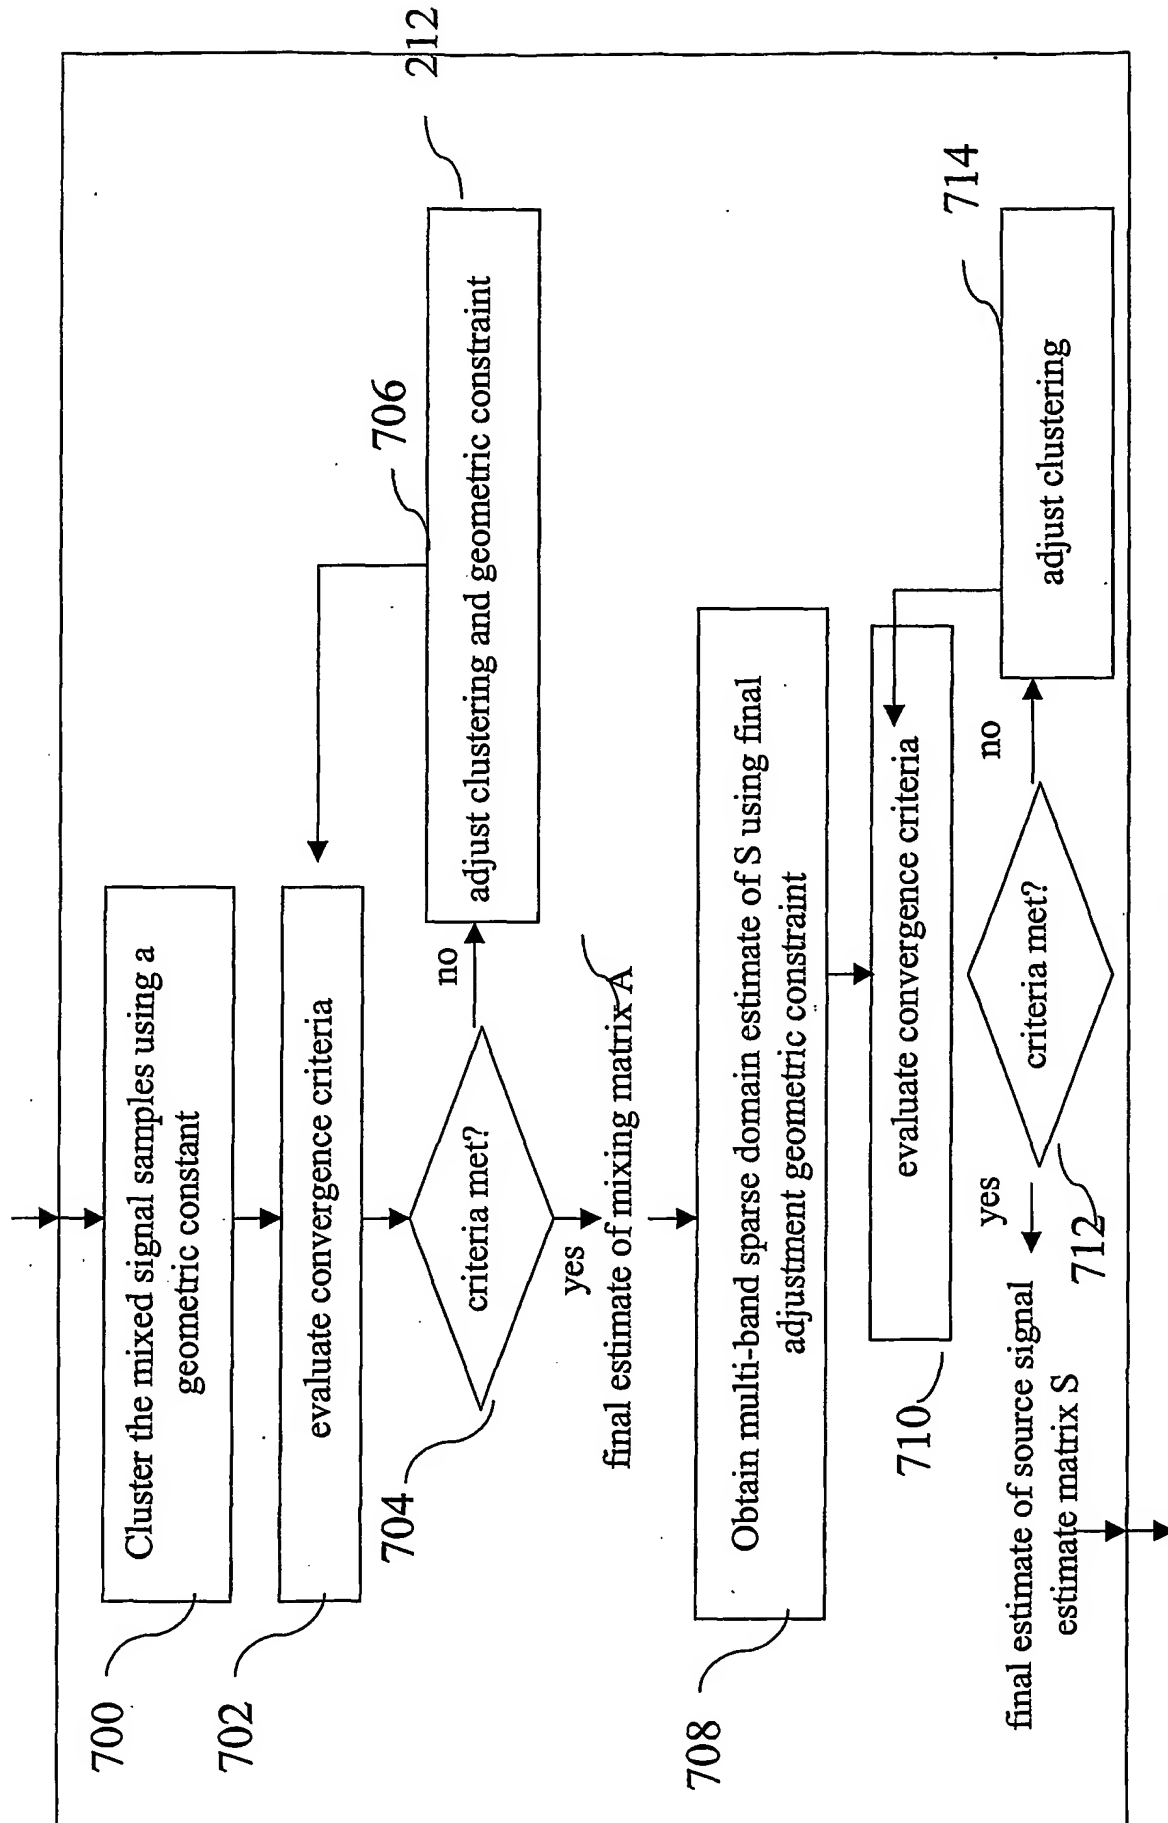 212
700
Cluster the mixed signal samples using a
geometric constant
702
evaluate convergence criteria
704
criteria met?
no
706
adjust clustering and geometric constraint
yes
final estimate of mixing matrix A
708
Obtain multi-band sparse domain estimate of S using final
adjustment geometric constraint
710
evaluate convergence criteria
criteria met?
712
no
714
adjust clustering
yes
final estimate of source signal
estimate matrix S